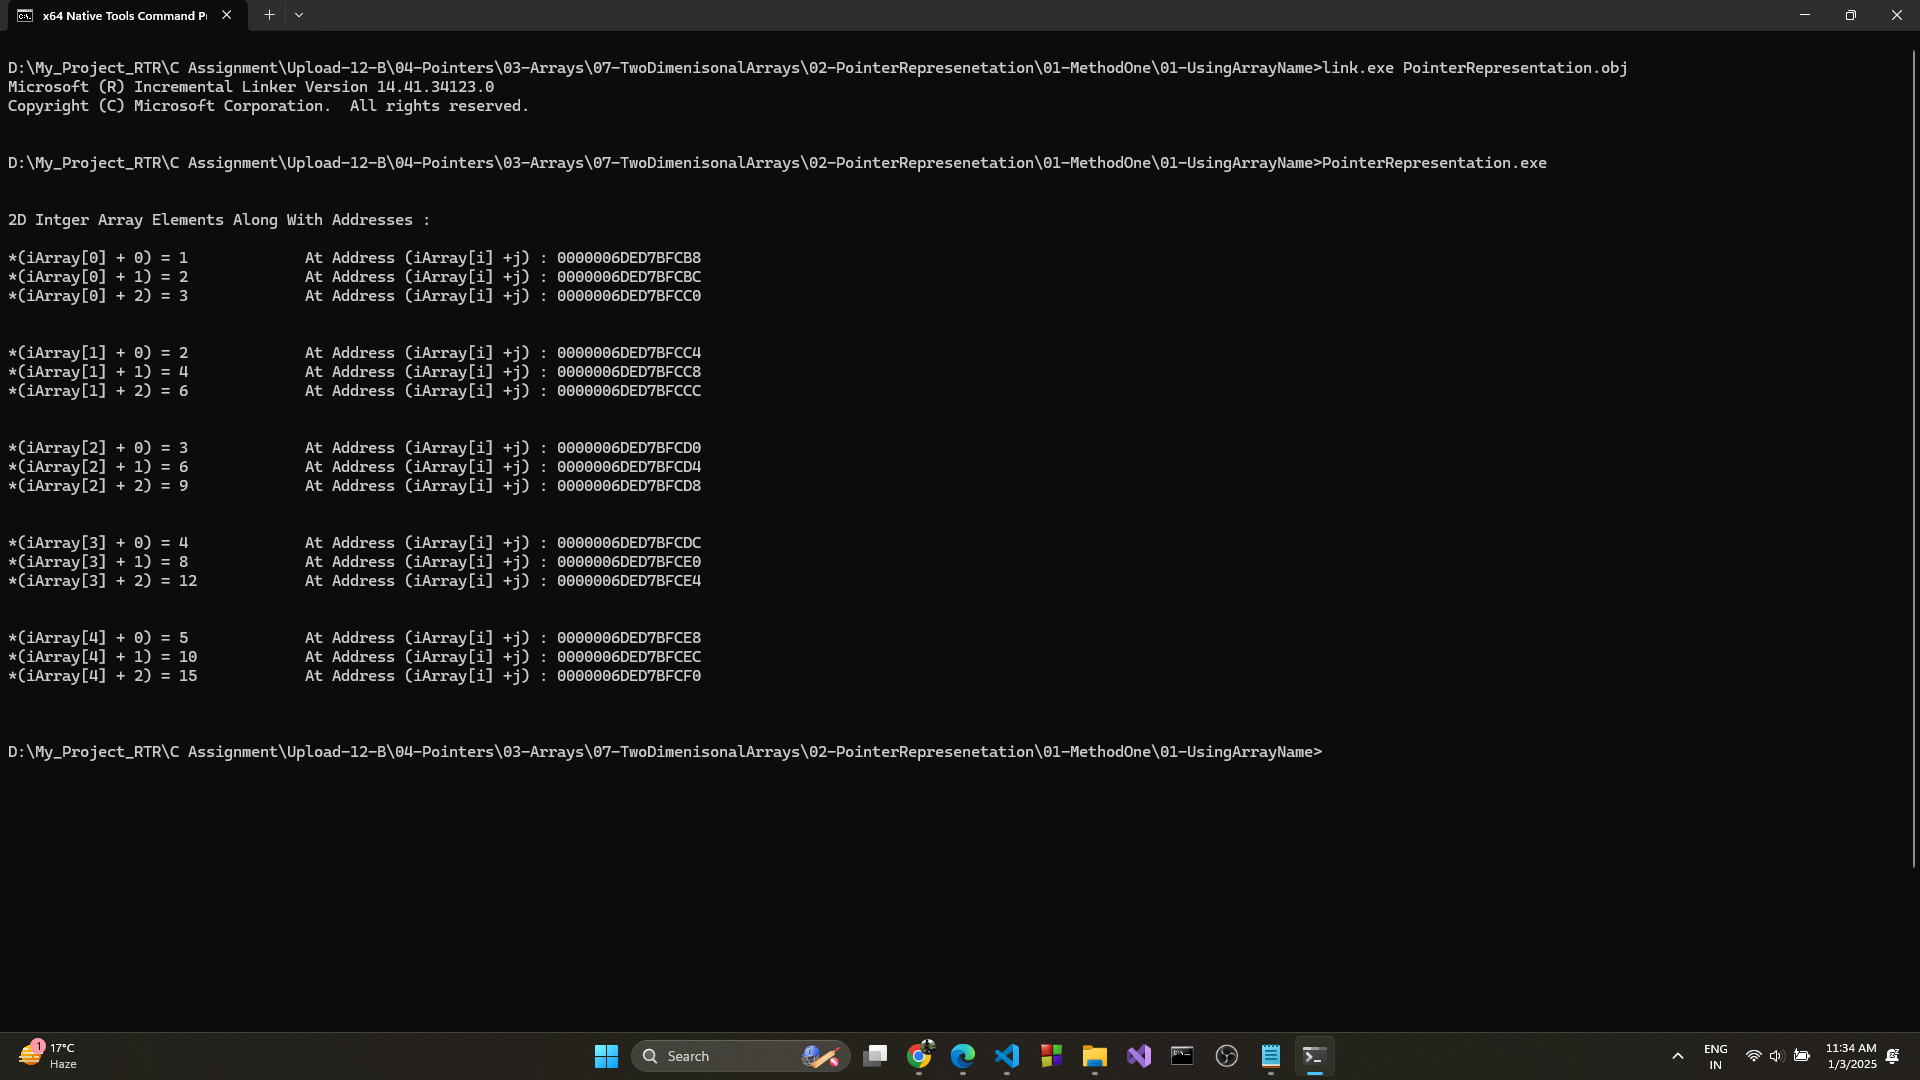 x64 Native Tools Command Pr
D:\My_Project_RTR\C Assignment\Upload-12-B\04-Pointers\03-Arrays\07-TwoDimenisonalArrays\02-PointerRepresenetation\01-MethodOne\01-UsingArrayName>link.exe PointerRepresentation.obj
Microsoft (R) Incremental Linker Version 14.41.34123.0
Copyright (C) Microsoft Corporation.  All rights reserved.
D:\My_Project_RTR\C Assignment\Upload-12-B\04-Pointers\03-Arrays\07-TwoDimenisonalArrays\02-PointerRepresenetation\01-MethodOne\01-UsingArrayName>PointerRepresentation.exe
2D Intger Array Elements Along With Addresses :
*(iArray[0] + 0) = 1 At Address (iArray[i] +j) : 0000006DED7BFCB8
*(iArray[0] + 1) = 2 At Address (iArray[i] +j) : 0000006DED7BFCBC
*(iArray[0] + 2) = 3 At Address (iArray[i] +j) : 0000006DED7BFCC0
*(iArray[1] + 0) = 2 At Address (iArray[i] +j) : 0000006DED7BFCC4
*(iArray[1] + 1) = 4 At Address (iArray[i] +j) : 0000006DED7BFCC8
*(iArray[1] + 2) = 6 At Address (iArray[i] +j) : 0000006DED7BFCCC
*(iArray[2] + 0) = 3 At Address (iArray[i] +j) : 0000006DED7BFCD0
*(iArray[2] + 1) = 6 At Address (iArray[i] +j) : 0000006DED7BFCD4
*(iArray[2] + 2) = 9 At Address (iArray[i] +j) : 0000006DED7BFCD8
*(iArray[3] + 0) = 4 At Address (iArray[i] +j) : 0000006DED7BFCDC
*(iArray[3] + 1) = 8 At Address (iArray[i] +j) : 0000006DED7BFCE0
*(iArray[3] + 2) = 12 At Address (iArray[i] +j) : 0000006DED7BFCE4
*(iArray[4] + 0) = 5 At Address (iArray[i] +j) : 0000006DED7BFCE8
*(iArray[4] + 1) = 10 At Address (iArray[i] +j) : 0000006DED7BFCEC
*(iArray[4] + 2) = 15 At Address (iArray[i] +j) : 0000006DED7BFCF0
D:\My_Project_RTR\C Assignment\Upload-12-B\04-Pointers\03-Arrays\07-TwoDimenisonalArrays\02-PointerRepresenetation\01-MethodOne\01-UsingArrayName>
1
17°C
Haze
Search
ENG
IN
11:34 AM
1/3/2025